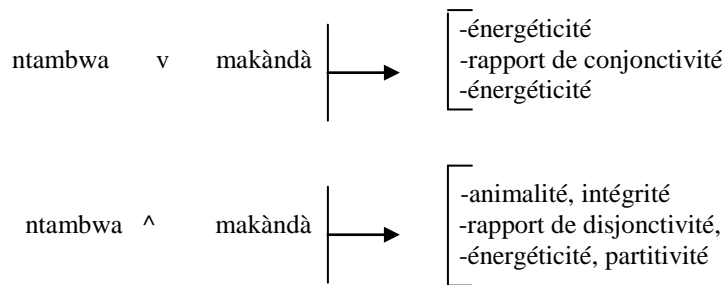 -énergéticité
ntambwa v makàndà -rapport de conjonctivité
-énergéticité
-animalité, intégrité
ntambwa ^ makàndà -rapport de disjonctivité,
-énergéticité, partitivité